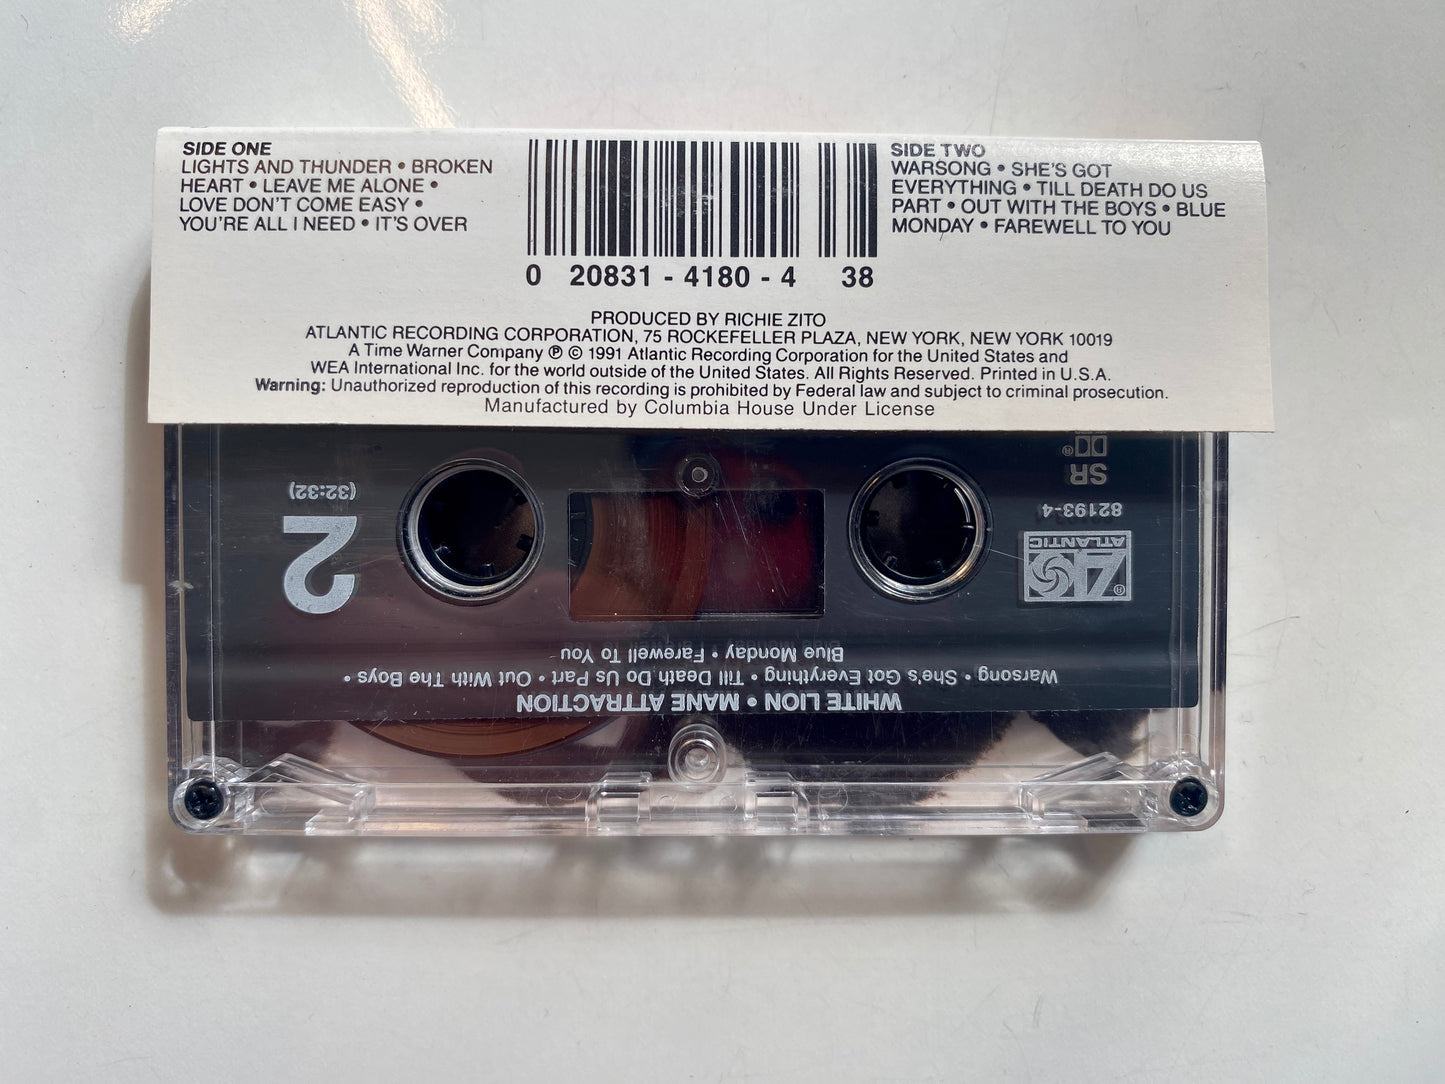 SIDE ONE
LIGHTS AND THUNDER • BROKEN
HEART • LEAVE ME ALONE •
LOVE DON'T COME EASY •
YOU'RE ALL I NEED • IT'S OVER
0 20831 - 4180 - 4 38
SIDE TWO
WARSONG • SHE'S GOT
EVERYTHING • TILL DEATH DO US
PART • OUT WITH THE BOYS • BLUE
MONDAY • FAREWELL TO YOU
PRODUCED BY RICHIE ZITO
ATLANTIC RECORDING CORPORATION, 75 ROCKEFELLER PLAZA, NEW YORK, NEW YORK 10019
A Time Warner Company ℗ © 1991 Atlantic Recording Corporation for the United States and
WEA International Inc. for the world outside of the United States. All Rights Reserved. Printed in U.S.A.
Warning: Unauthorized reproduction of this recording is prohibited by Federal law and subject to criminal prosecution.
Manufactured by Columbia House Under License
WHITE LION • MANE ATTRACTION
Warsong • She's Got Everything • Till Death Do Us Part • Out With The Boys •
Blue Monday • Farewell To You
ATLANTIC ®
82193-4
SR
®
2
(32:32)